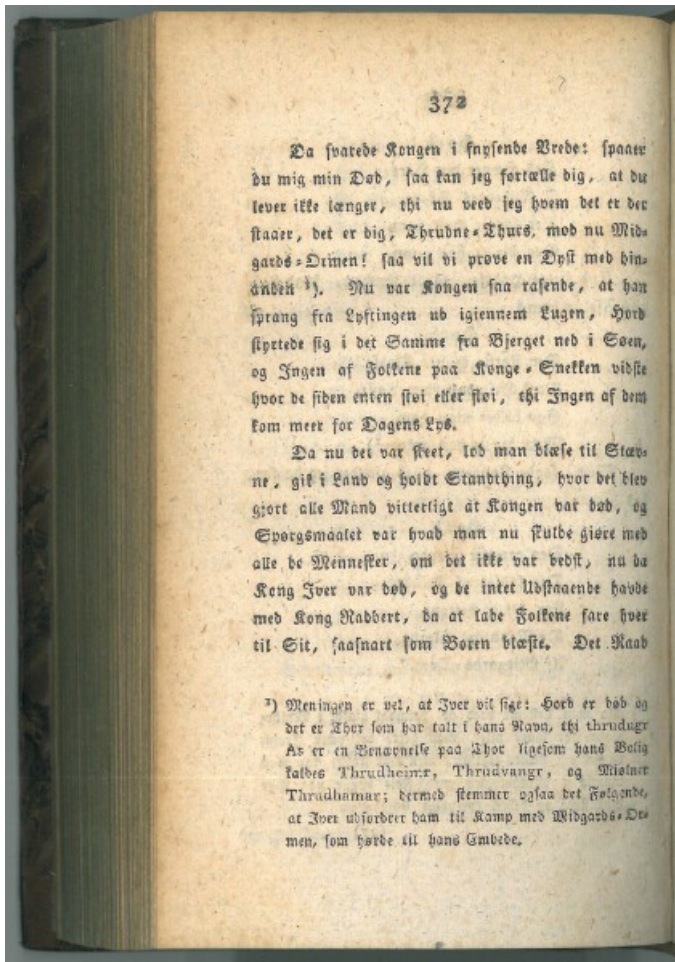 372
Da svarede Kongen i fnysende Vrede: spaaer
du mig min Død, saa kan jeg fortælle dig, at du
lever ikke længer, thi nu veed jeg hvem det er der
staaer, det er dig, Thrudne=Thurs, mod nu Mid=
gards=Ormen! saa vil vi prøve en Dyst med hin=
anden ¹). Nu var Kongen saa rasende, at han
sprang fra Lyftingen ud igiennem Lugen, Hord
styrtede sig i det Samme fra Bjerget ned i Søen,
og Ingen af Folkene paa Konge=Snekken vidste
hvor de siden enten støi eller fløi, thi Ingen af dem
kom meer for Dagens Lys.
Da nu det var skeet, lod man blæse til Stæv=
ne, gik i Land og holdt Standthing, hvor det blev
gjort alle Mand vitterligt at Kongen var død, og
Spørgsmaalet var hvad man nu skulde giøre med
alle de Mennesker, om det ikke var bedst, nu da
Kong Iver var død, og de intet Udstaaende havde
med Kong Radbert, da at lade Folkene fare hver
til Sit, saasnart som Boren blæste. Det Raad
¹) Meningen er vel, at Iver vil sige: Hord er død og
det er Thor som har talt i hans Navn, thi thrudugr
As er en Benævnelse paa Thor ligesom hans Bolig
kaldes Thrudheimr, Thrudvangr, og Miølner
Thrudhamar; dermed stemmer ogsaa det Følgende,
at Iver udfordrer ham til Kamp med Midgards=Or=
men, som hørde til hans Embede.